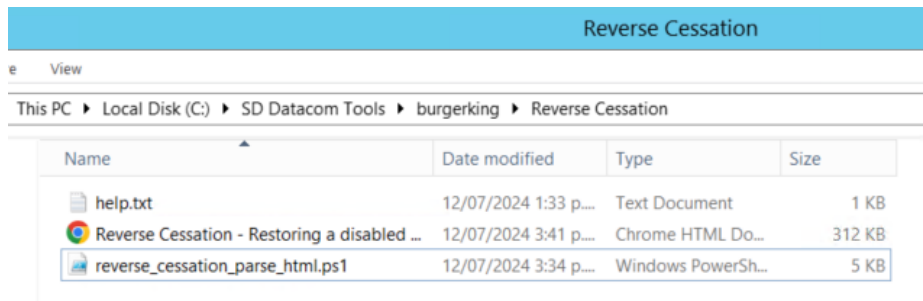 Reverse Cessation
e View
This PC ▸ Local Disk (C:) ▸ SD Datacom Tools ▸ burgerking ▸ Reverse Cessation
Name Date modified Type Size
help.txt 12/07/2024 1:33 p.... Text Document 1 KB
Reverse Cessation - Restoring a disabled ... 12/07/2024 3:41 p.... Chrome HTML Do... 312 KB
reverse_cessation_parse_html.ps1 12/07/2024 3:34 p.... Windows PowerSh... 5 KB